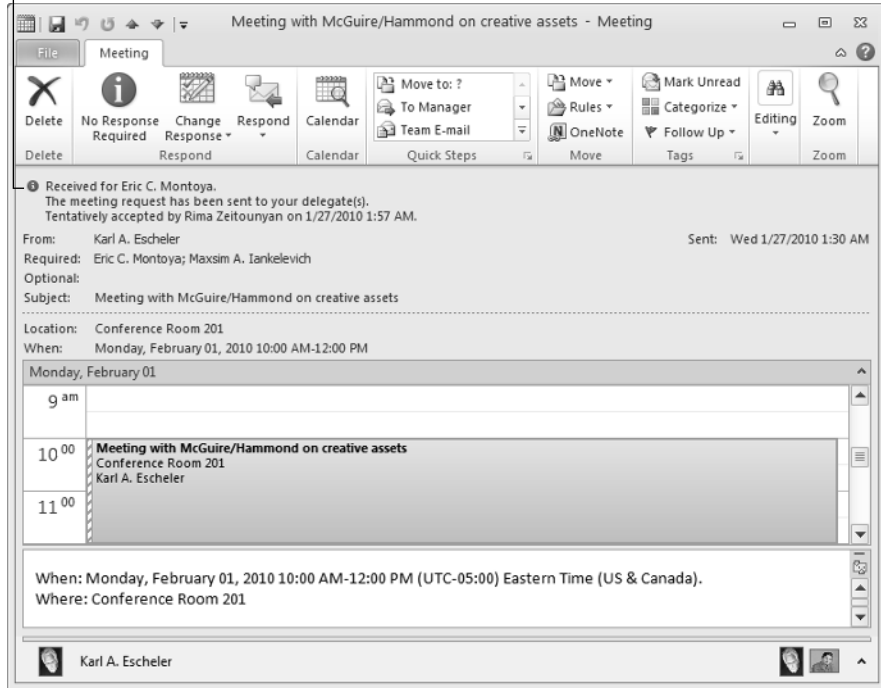 Meeting with McGuire/Hammond on creative assets - Meeting
File Meeting
Delete No Response Required Change Response Respond Calendar Move to: ? To Manager Team E-mail Move Rules OneNote Mark Unread Categorize Follow Up Editing Zoom
Delete Respond Calendar Quick Steps Move Tags Zoom
Received for Eric C. Montoya.
The meeting request has been sent to your delegate(s).
Tentatively accepted by Rima Zeitounyan on 1/27/2010 1:57 AM.
From: Karl A. Escheler Sent: Wed 1/27/2010 1:30 AM
Required: Eric C. Montoya; Maxsim A. Iankelevich
Optional:
Subject: Meeting with McGuire/Hammond on creative assets
Location: Conference Room 201
When: Monday, February 01, 2010 10:00 AM-12:00 PM
Monday, February 01
9 am
10 00 Meeting with McGuire/Hammond on creative assets
Conference Room 201
Karl A. Escheler
11 00
When: Monday, February 01, 2010 10:00 AM-12:00 PM (UTC-05:00) Eastern Time (US & Canada).
Where: Conference Room 201
Karl A. Escheler